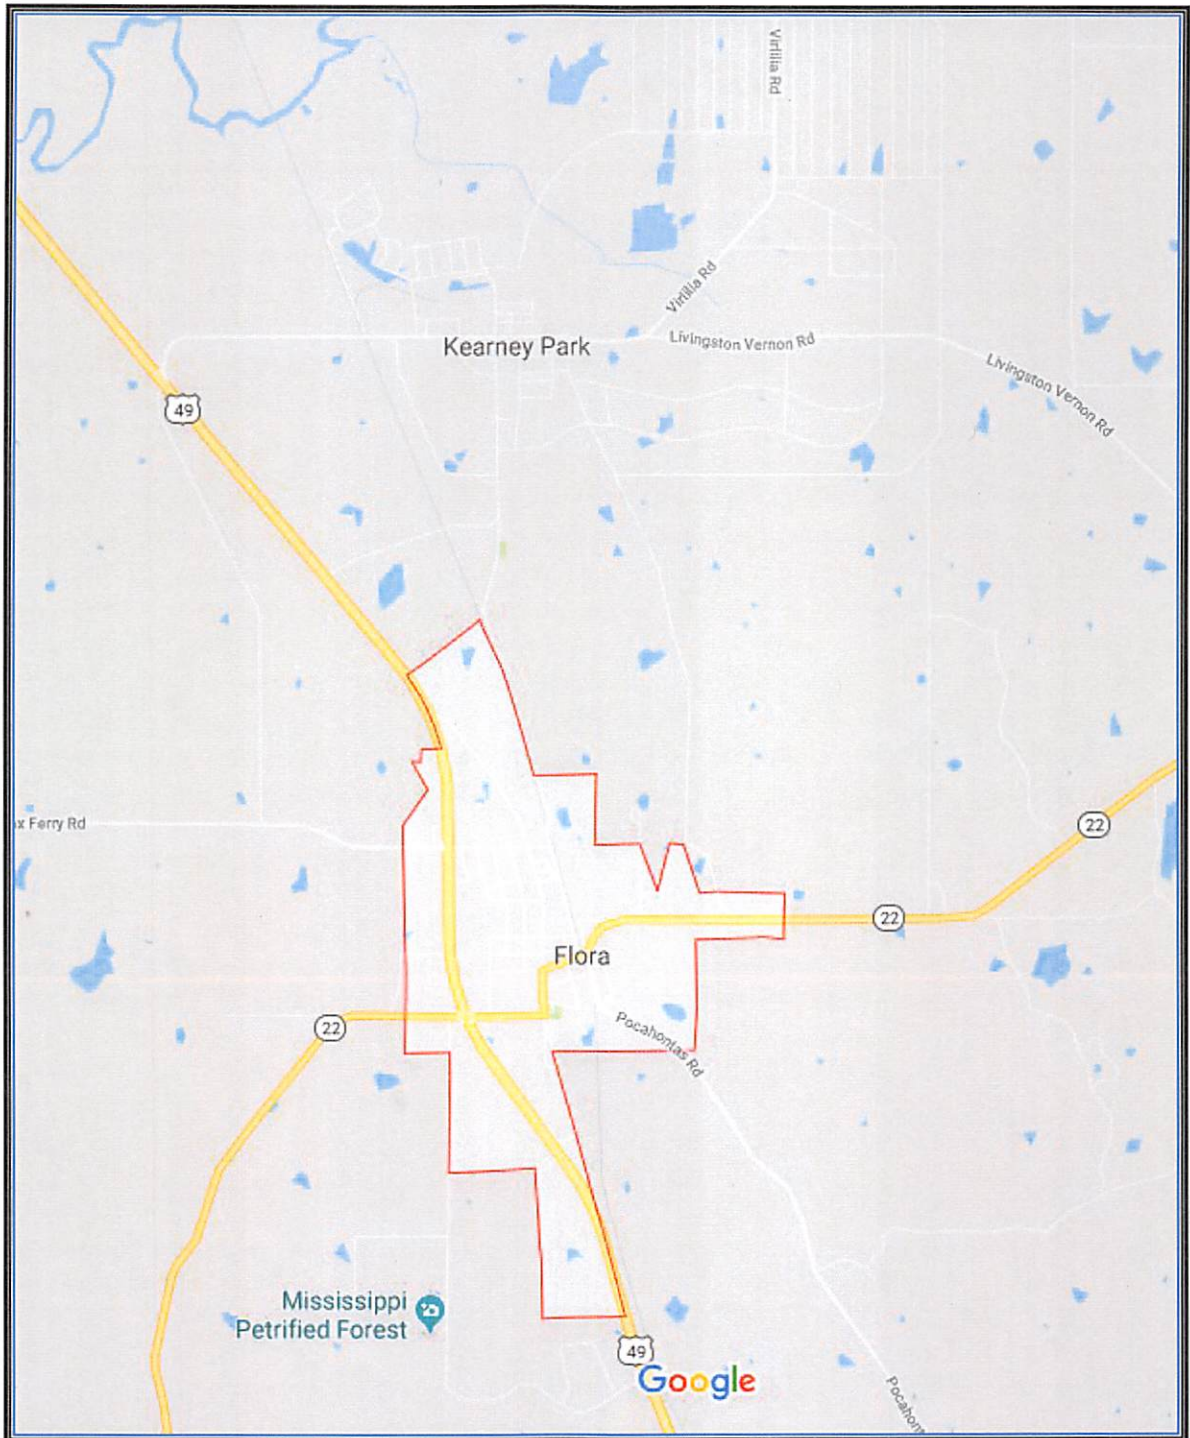 Virlilia Rd
Virlilia Rd
Kearney Park
Livingston Vernon Rd
Livingston Vernon Rd
49
x Ferry Rd
22
22
Flora
22
Pocahontas Rd
Mississippi
Petrified Forest
49
Google
Pocahont